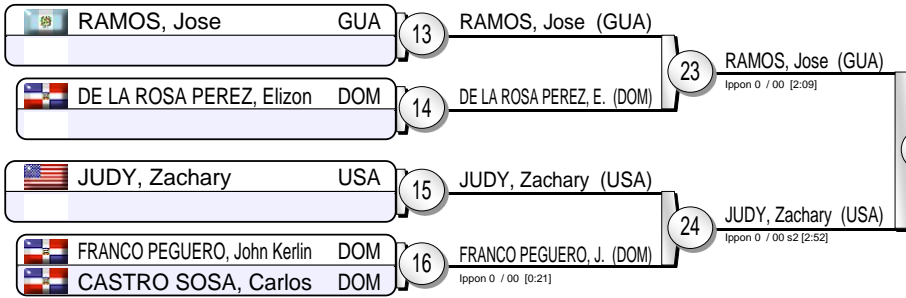 RAMOS, Jose GUA
13
RAMOS, Jose (GUA)
DE LA ROSA PEREZ, Elizon DOM
14
DE LA ROSA PEREZ, E. (DOM)
23
RAMOS, Jose (GUA)
Ippon 0 / 00 [2:09]
JUDY, Zachary USA
15
JUDY, Zachary (USA)
FRANCO PEGUERO, John Kerlin DOM
CASTRO SOSA, Carlos DOM
16
FRANCO PEGUERO, J. (DOM)
Ippon 0 / 00 [0:21]
24
JUDY, Zachary (USA)
Ippon 0 / 00 s2 [2:52]